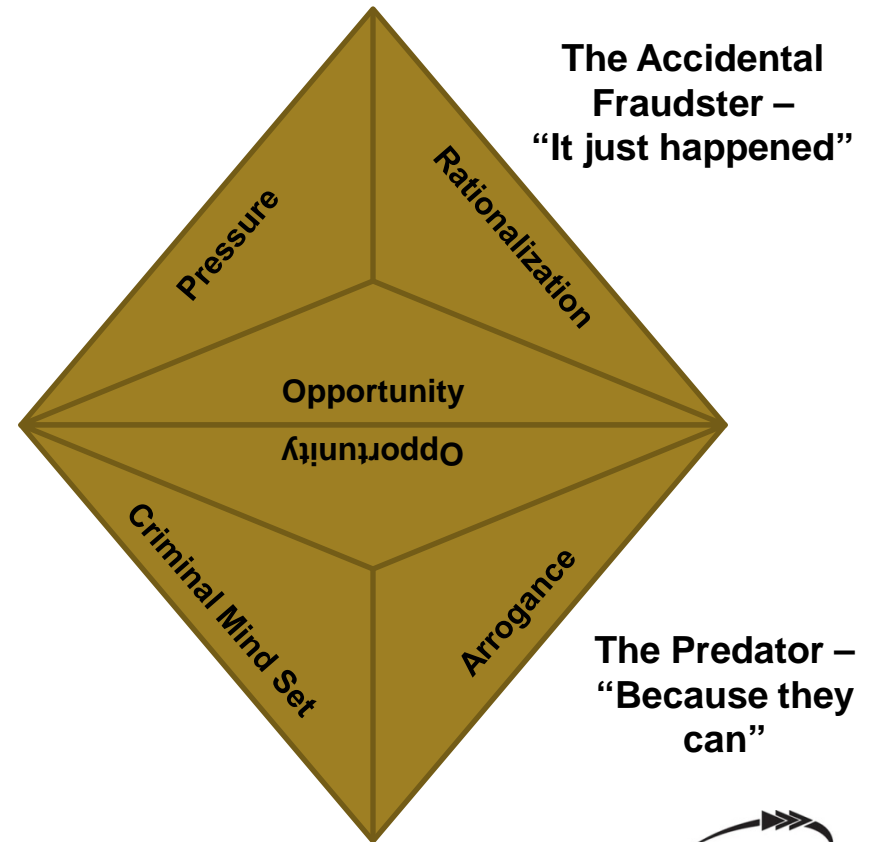 The Accidental
Fraudster –
“It just happened”
Pressure
Rationalization
Opportunity
Opportunity
Criminal Mind Set
Arrogance
The Predator –
“Because they
can”